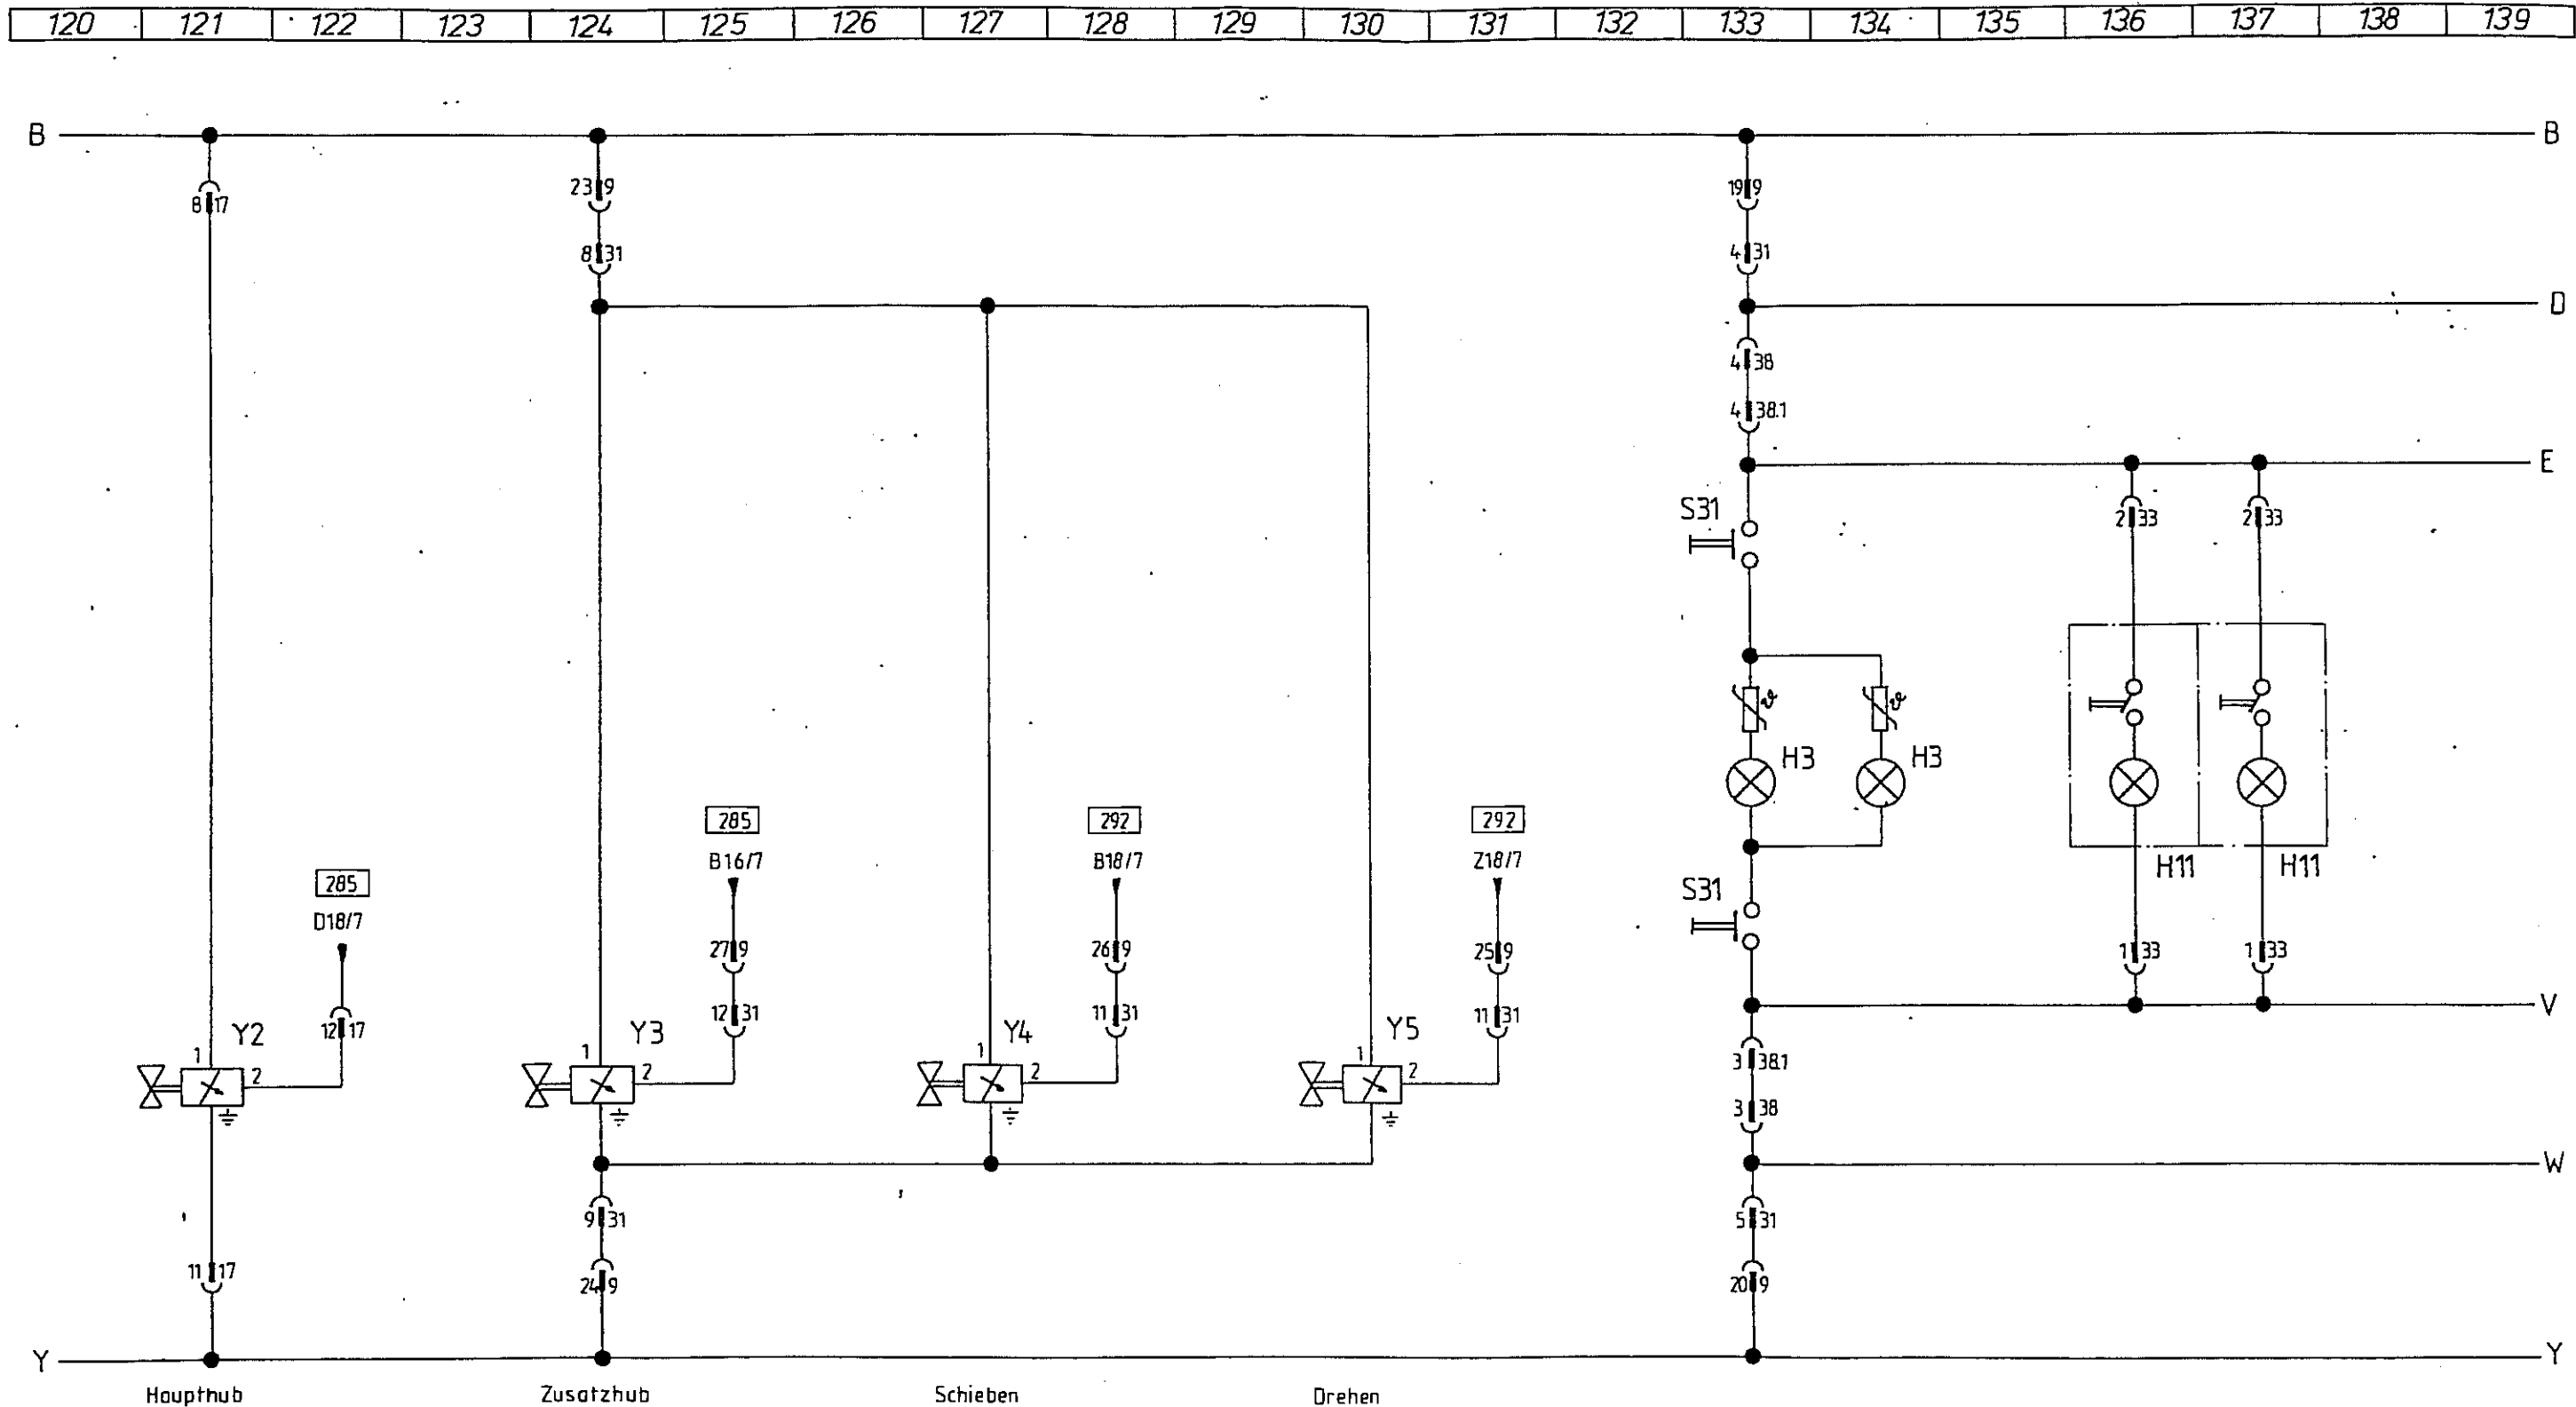 120 121 122 123 124 125 126 127 128 129 130 131 132 133 134 135 136 137 138 139
B B
23 9 19 9
8 17
8 31 4 31
D
4 38
4 38.1
E
S31 2 33 2 33
H3 H3
285 292 292
B16/7 B18/7 Z18/7
H11 H11
285 S31
D18/7
27 9 26 9 25 9 1 33 1 33
V
12 17 12 31 11 31 11 31
Y2 Y3 Y4 Y5
1 1 1 1
3 38.1
2 2 2 2
3 38
W
9 31 5 31
11 17
24 9 20 9
Y Y
Haupthub Zusatzhub Schieben Drehen